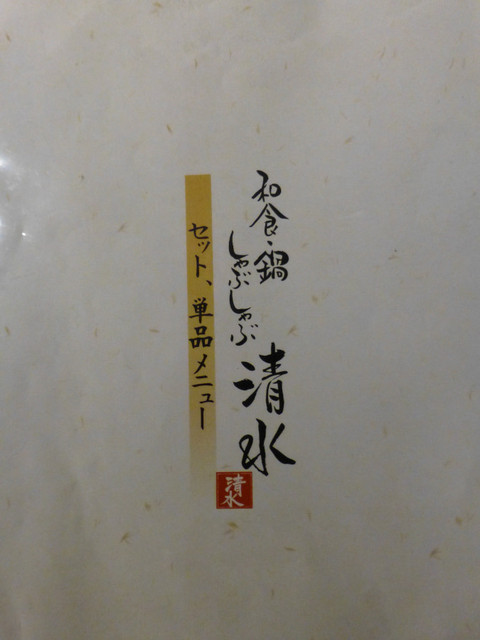 和食・鍋
しゃぶしゃぶ
清水
セット、単品メニュー
清水